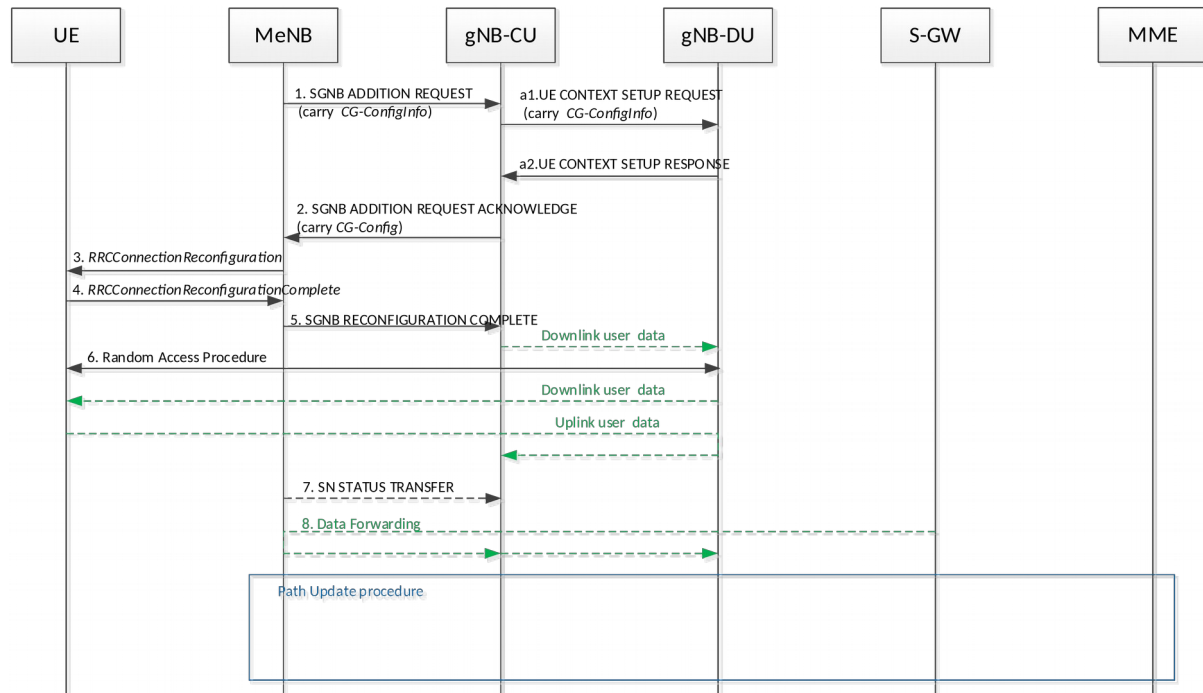 UE
MeNB
gNB-CU
gNB-DU
S-GW
MME
1. SGNB ADDITION REQUEST
(carry CG-ConfigInfo)
a1.UE CONTEXT SETUP REQUEST
(carry CG-ConfigInfo)
a2.UE CONTEXT SETUP RESPONSE
2. SGNB ADDITION REQUEST ACKNOWLEDGE
(carry CG-Config)
3. RRCConnectionReconfiguration
4. RRCConnectionReconfigurationComplete
5. SGNB RECONFIGURATION COMPLETE
Downlink user data
6. Random Access Procedure
Downlink user data
Uplink user data
7. SN STATUS TRANSFER
8. Data Forwarding
Path Update procedure